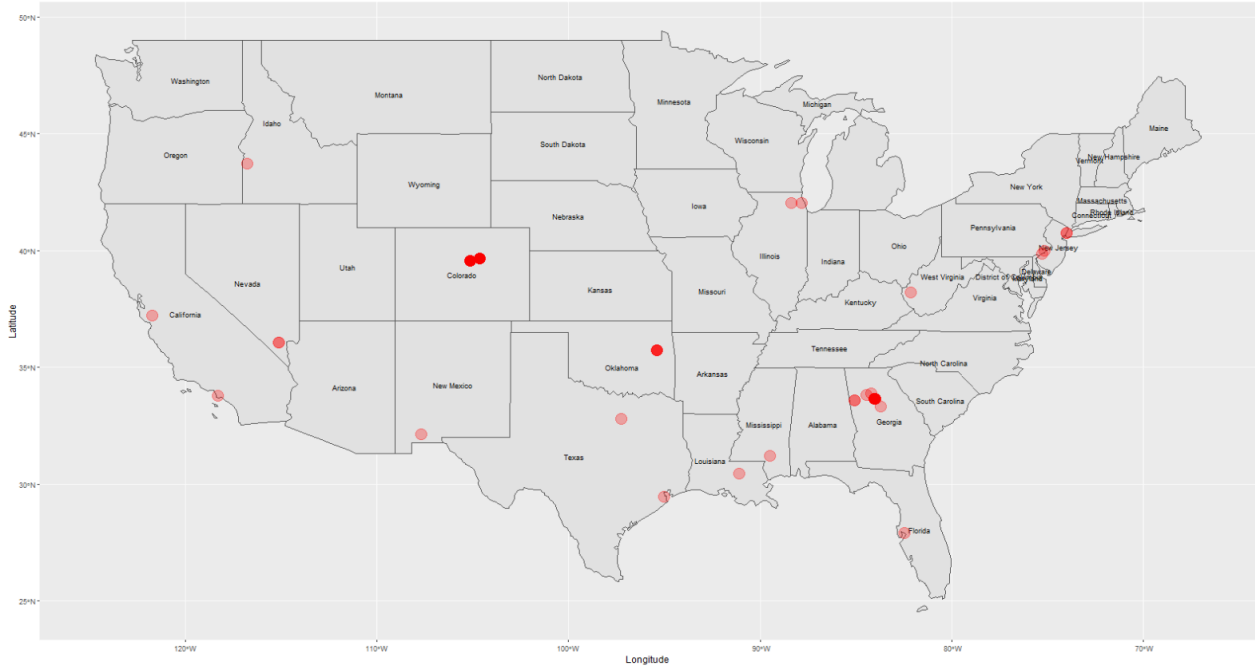 50°N
Washington
North Dakota
Montana
Minnesota
Michigan
Idaho
Maine
45°N
Wisconsin
South Dakota
Oregon
New Hampshire
Vermont
Wyoming
New York
Massachusetts
Iowa
Rhode Island
Connecticut
Nebraska
Pennsylvania
40°N
New Jersey
Ohio
Illinois
Indiana
Utah
Colorado
Delaware
West Virginia
District of Columbia
Maryland
Nevada
Kansas
Missouri
Virginia
Kentucky
California
Latitude
Tennessee
35°N
North Carolina
Oklahoma
Arkansas
Arizona
New Mexico
South Carolina
Mississippi
Alabama
Georgia
Texas
Louisiana
30°N
Florida
25°N
120°W
110°W
100°W
90°W
80°W
70°W
Longitude